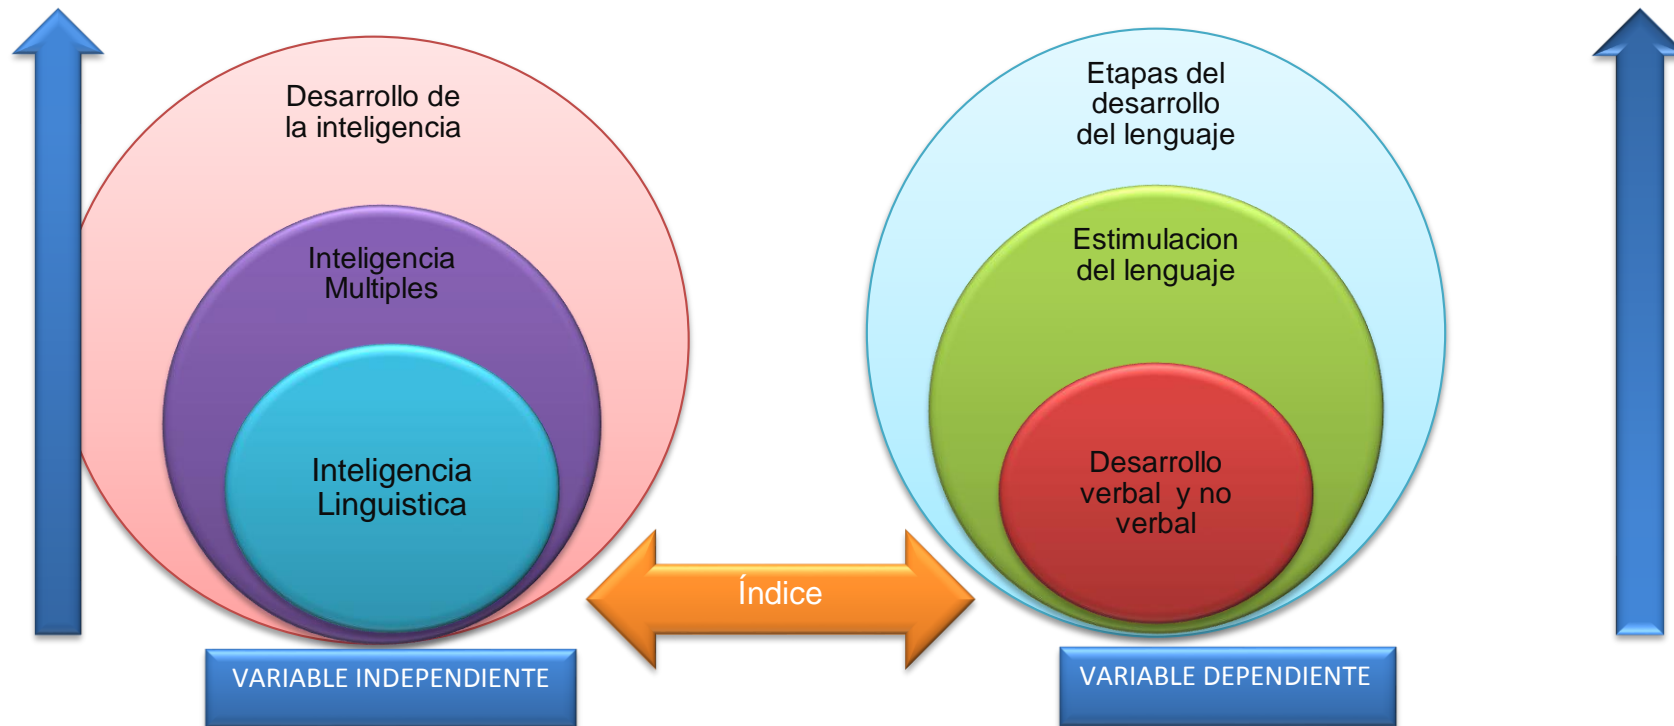 Desarrollo de
la inteligencia
Inteligencia
Multiples
Inteligencia
Linguistica
Etapas del
desarrollo
del lenguaje
Estimulacion
del lenguaje
Desarrollo
verbal  y no
verbal
Índice
VARIABLE INDEPENDIENTE
VARIABLE DEPENDIENTE